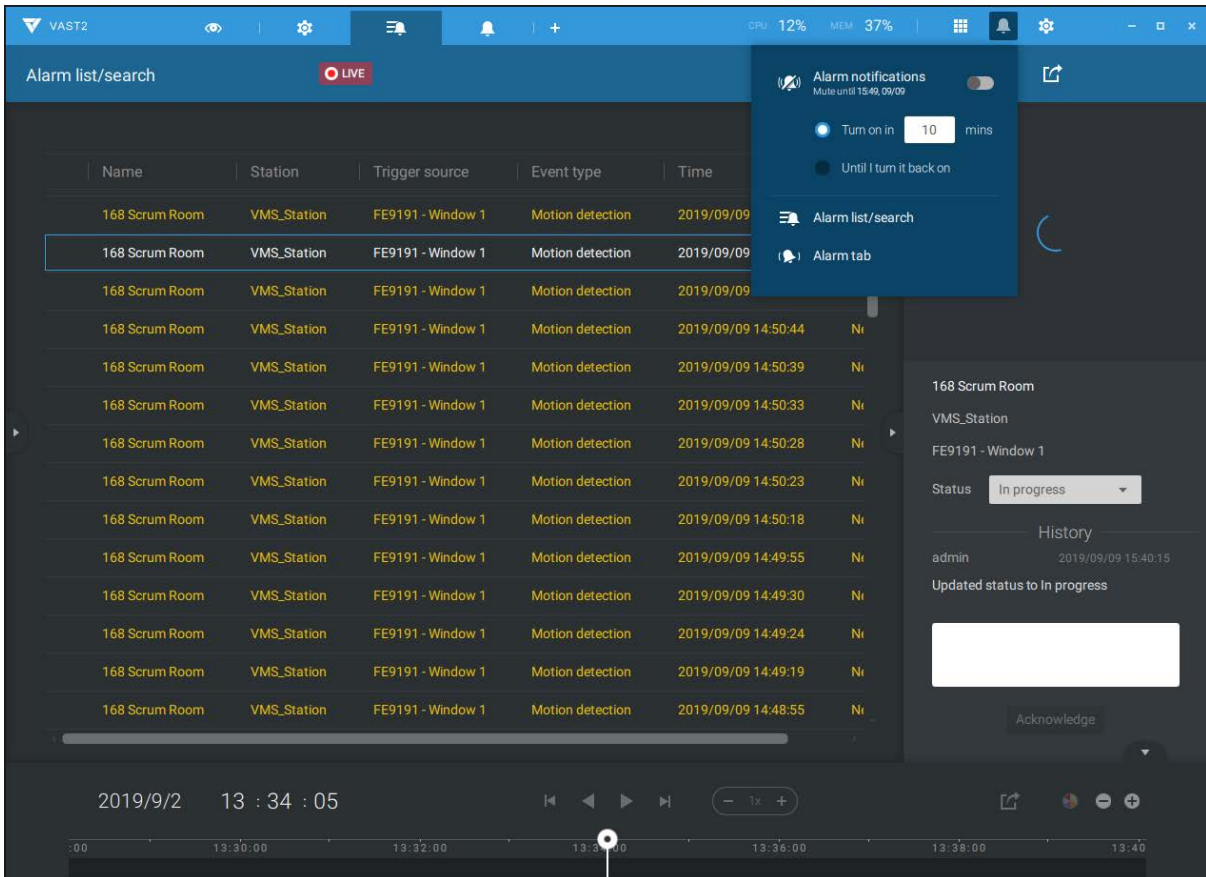 VAST2
CPU 12% MEM 37%
Alarm list/search
LIVE
Alarm notifications
Mute until 15:49, 09/09
Turn on in 10 mins
Until I turn it back on
Alarm list/search
Alarm tab
Name Station Trigger source Event type Time
168 Scrum Room VMS_Station FE9191 - Window 1 Motion detection 2019/09/09
168 Scrum Room VMS_Station FE9191 - Window 1 Motion detection 2019/09/09
168 Scrum Room VMS_Station FE9191 - Window 1 Motion detection 2019/09/09
168 Scrum Room VMS_Station FE9191 - Window 1 Motion detection 2019/09/09 14:50:44
168 Scrum Room VMS_Station FE9191 - Window 1 Motion detection 2019/09/09 14:50:39
168 Scrum Room VMS_Station FE9191 - Window 1 Motion detection 2019/09/09 14:50:33
168 Scrum Room VMS_Station FE9191 - Window 1 Motion detection 2019/09/09 14:50:28
168 Scrum Room VMS_Station FE9191 - Window 1 Motion detection 2019/09/09 14:50:23
168 Scrum Room VMS_Station FE9191 - Window 1 Motion detection 2019/09/09 14:50:18
168 Scrum Room VMS_Station FE9191 - Window 1 Motion detection 2019/09/09 14:49:55
168 Scrum Room VMS_Station FE9191 - Window 1 Motion detection 2019/09/09 14:49:30
168 Scrum Room VMS_Station FE9191 - Window 1 Motion detection 2019/09/09 14:49:24
168 Scrum Room VMS_Station FE9191 - Window 1 Motion detection 2019/09/09 14:49:19
168 Scrum Room VMS_Station FE9191 - Window 1 Motion detection 2019/09/09 14:48:55
168 Scrum Room
VMS_Station
FE9191 - Window 1
Status In progress
History
admin 2019/09/09 15:40:15
Updated status to In progress
Acknowledge
2019/9/2 13 : 34 : 05
1x
:00 13:30:00 13:32:00 13:36:00 13:38:00 13:40